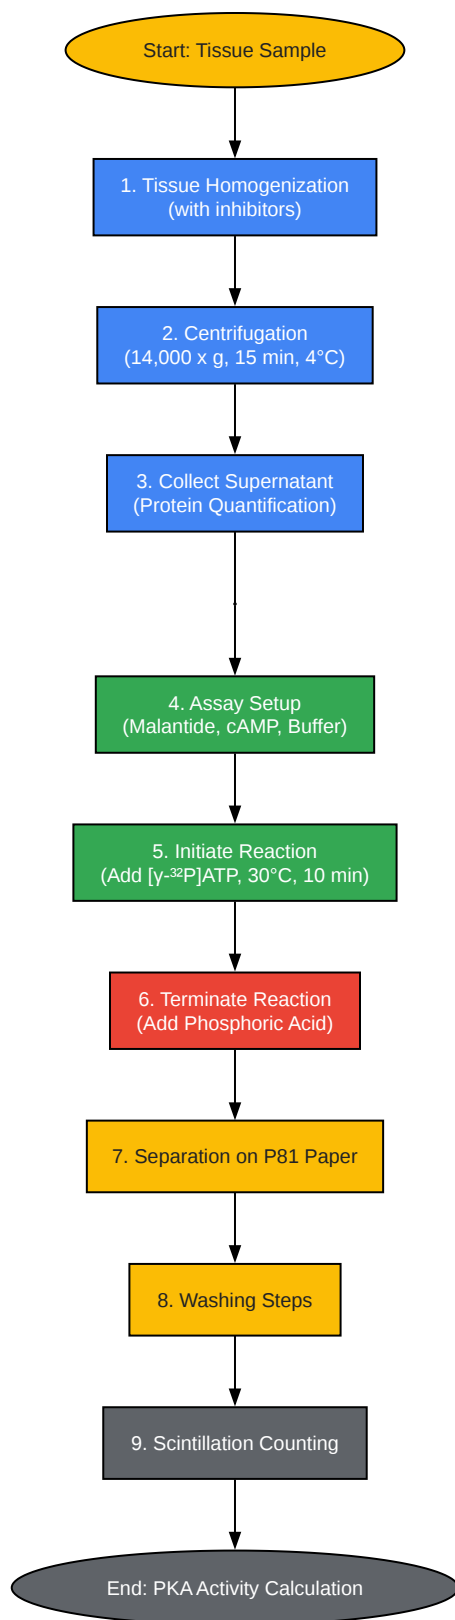 Start: Tissue Sample
1. Tissue Homogenization
(with inhibitors)
2. Centrifugation
(14,000 x g, 15 min, 4°C)
3. Collect Supernatant
(Protein Quantification)
4. Assay Setup
(Malantide, cAMP, Buffer)
5. Initiate Reaction
(Add [γ-³²P]ATP, 30°C, 10 min)
6. Terminate Reaction
(Add Phosphoric Acid)
7. Separation on P81 Paper
8. Washing Steps
9. Scintillation Counting
End: PKA Activity Calculation